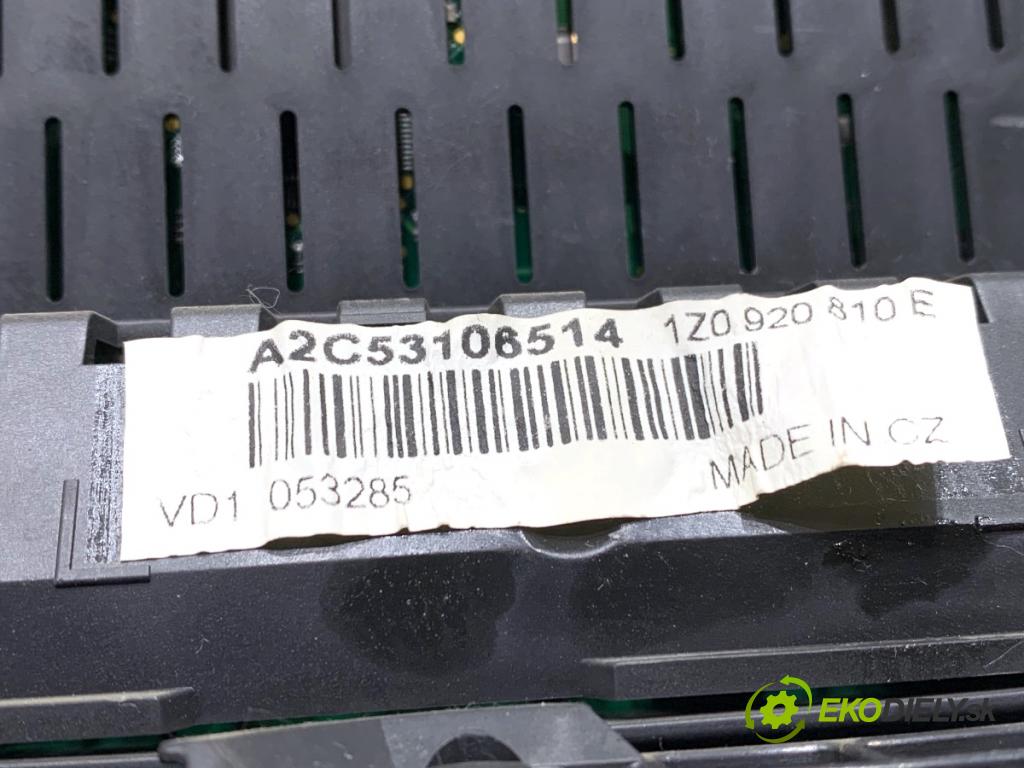 A2C53106514 1Z0 920 810 E
VD1 053285 MADE IN CZ
EKODIELY.sk